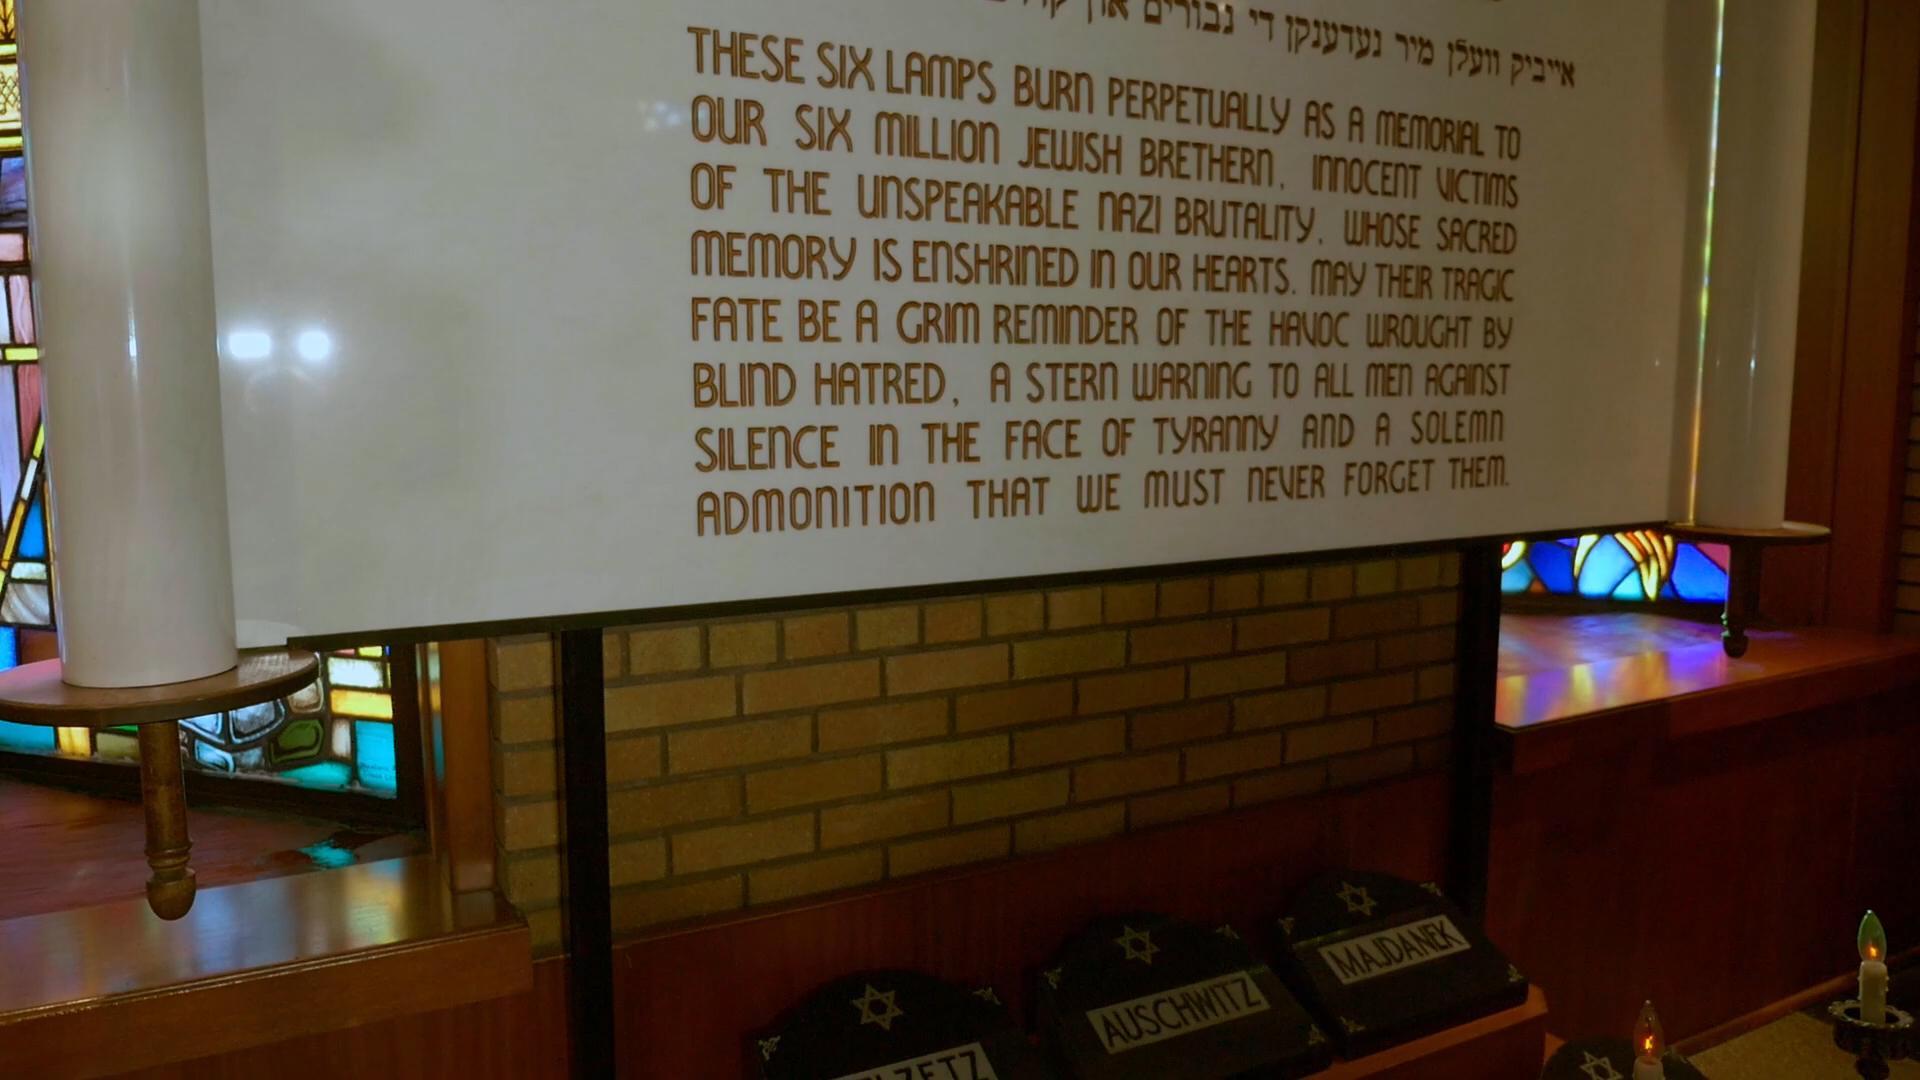 אייביק וועלן מיר געדענקן די גבורים און
THESE SIX LAMPS BURN PERPETUALLY AS A MEMORIAL TO
OUR SIX MILLION JEWISH BRETHERN, INNOCENT VICTIMS
OF THE UNSPEAKABLE NAZI BRUTALITY, WHOSE SACRED
MEMORY IS ENSHRINED IN OUR HEARTS. MAY THEIR TRAGIC
FATE BE A GRIM REMINDER OF THE HAVOC WROUGHT BY
BLIND HATRED, A STERN WARNING TO ALL MEN AGAINST
SILENCE IN THE FACE OF TYRANNY AND A SOLEMN
ADMONITION THAT WE MUST NEVER FORGET THEM.
MAJDANEK
AUSCHWITZ